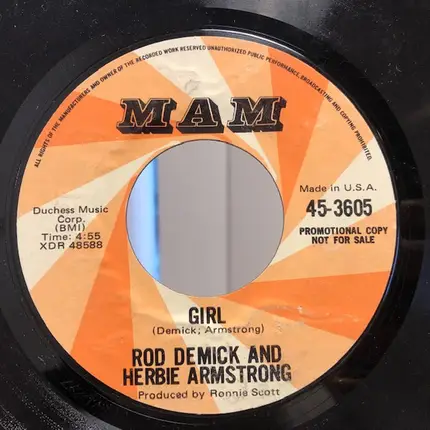 ALL RIGHTS OF THE MANUFACTURERS AND OWNERS OF THE RECORDED WORK RESERVED UNAUTHORIZED PUBLIC PERFORMANCE, BROADCASTING AND COPYING PROHIBITED.
MAM
Made in U.S.A.
Duchess Music
Corp.
(BMI)
Time: 4:55
XDR 48588
45-3605
PROMOTIONAL COPY
NOT FOR SALE
GIRL
(Demick; Armstrong)
ROD DEMICK AND
HERBIE ARMSTRONG
Produced by Ronnie Scott